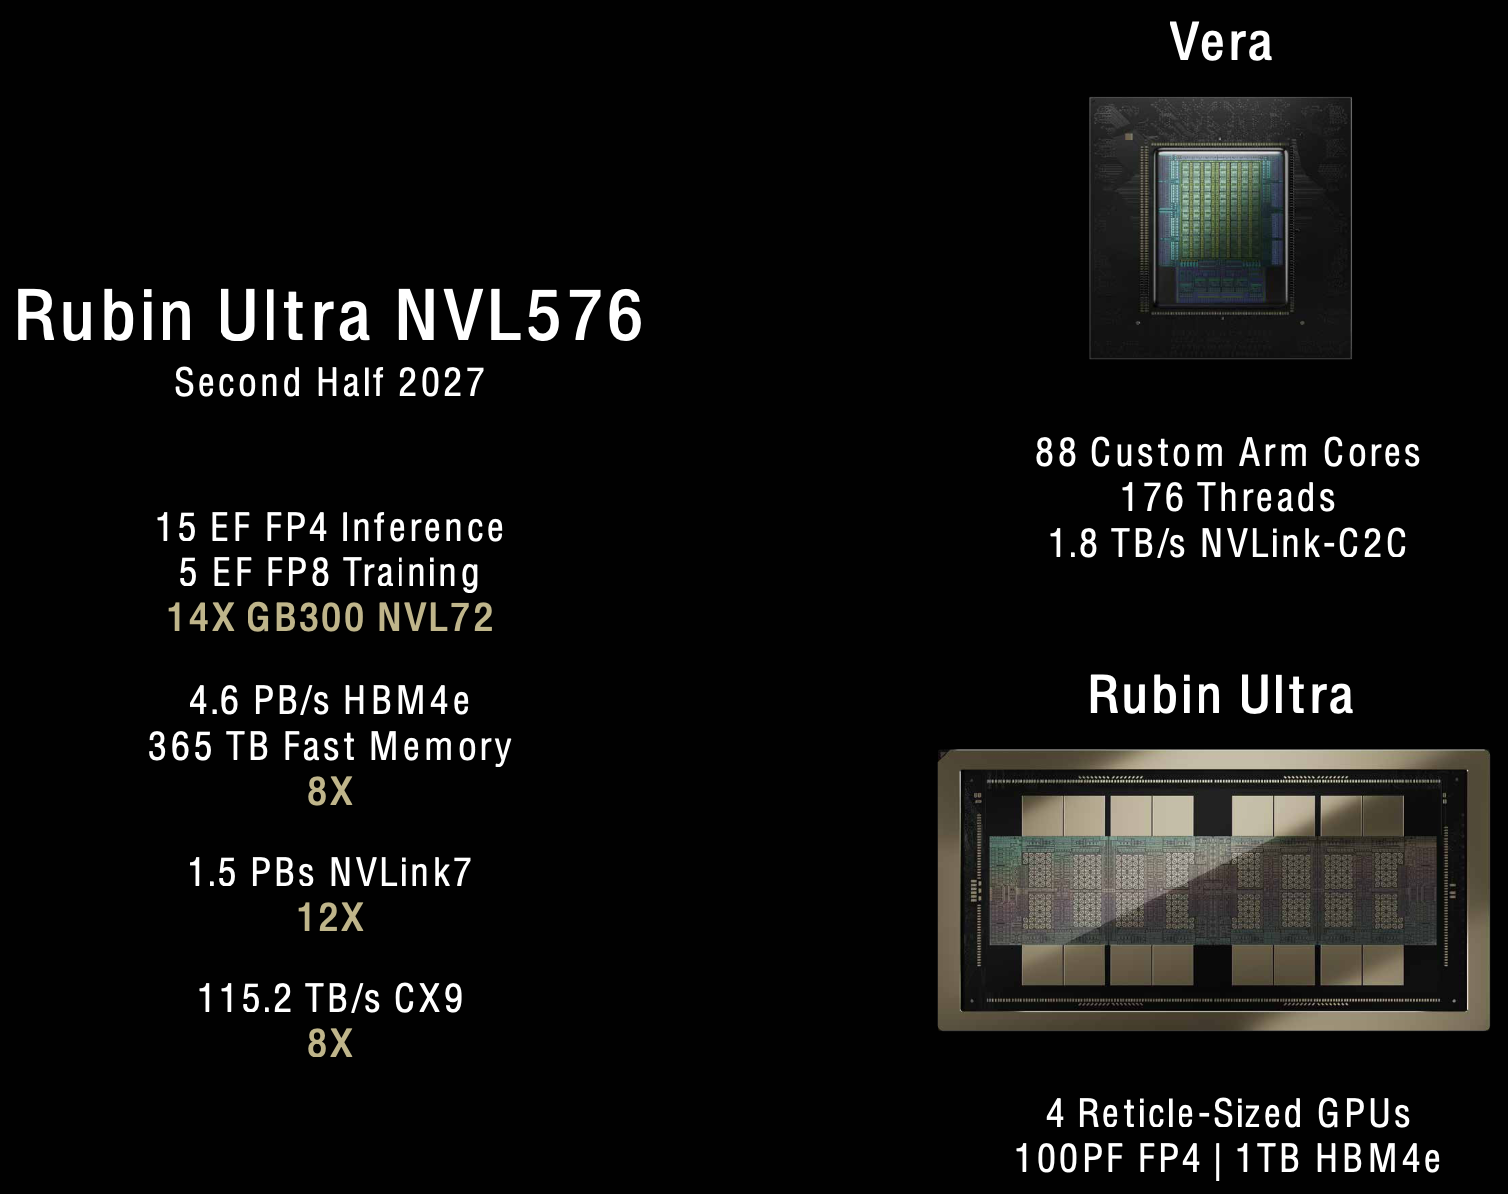 Rubin Ultra NVL576
Second Half 2027
15 EF FP4 Inference
5 EF FP8 Training
14X GB300 NVL72
4.6 PB/s HBM4e
365 TB Fast Memory
8X
1.5 PBs NVLink7
12X
115.2 TB/s CX9
8X
Vera
88 Custom Arm Cores
176 Threads
1.8 TB/s NVLink-C2C
Rubin Ultra
4 Reticle-Sized GPUs
100PF FP4 | 1TB HBM4e